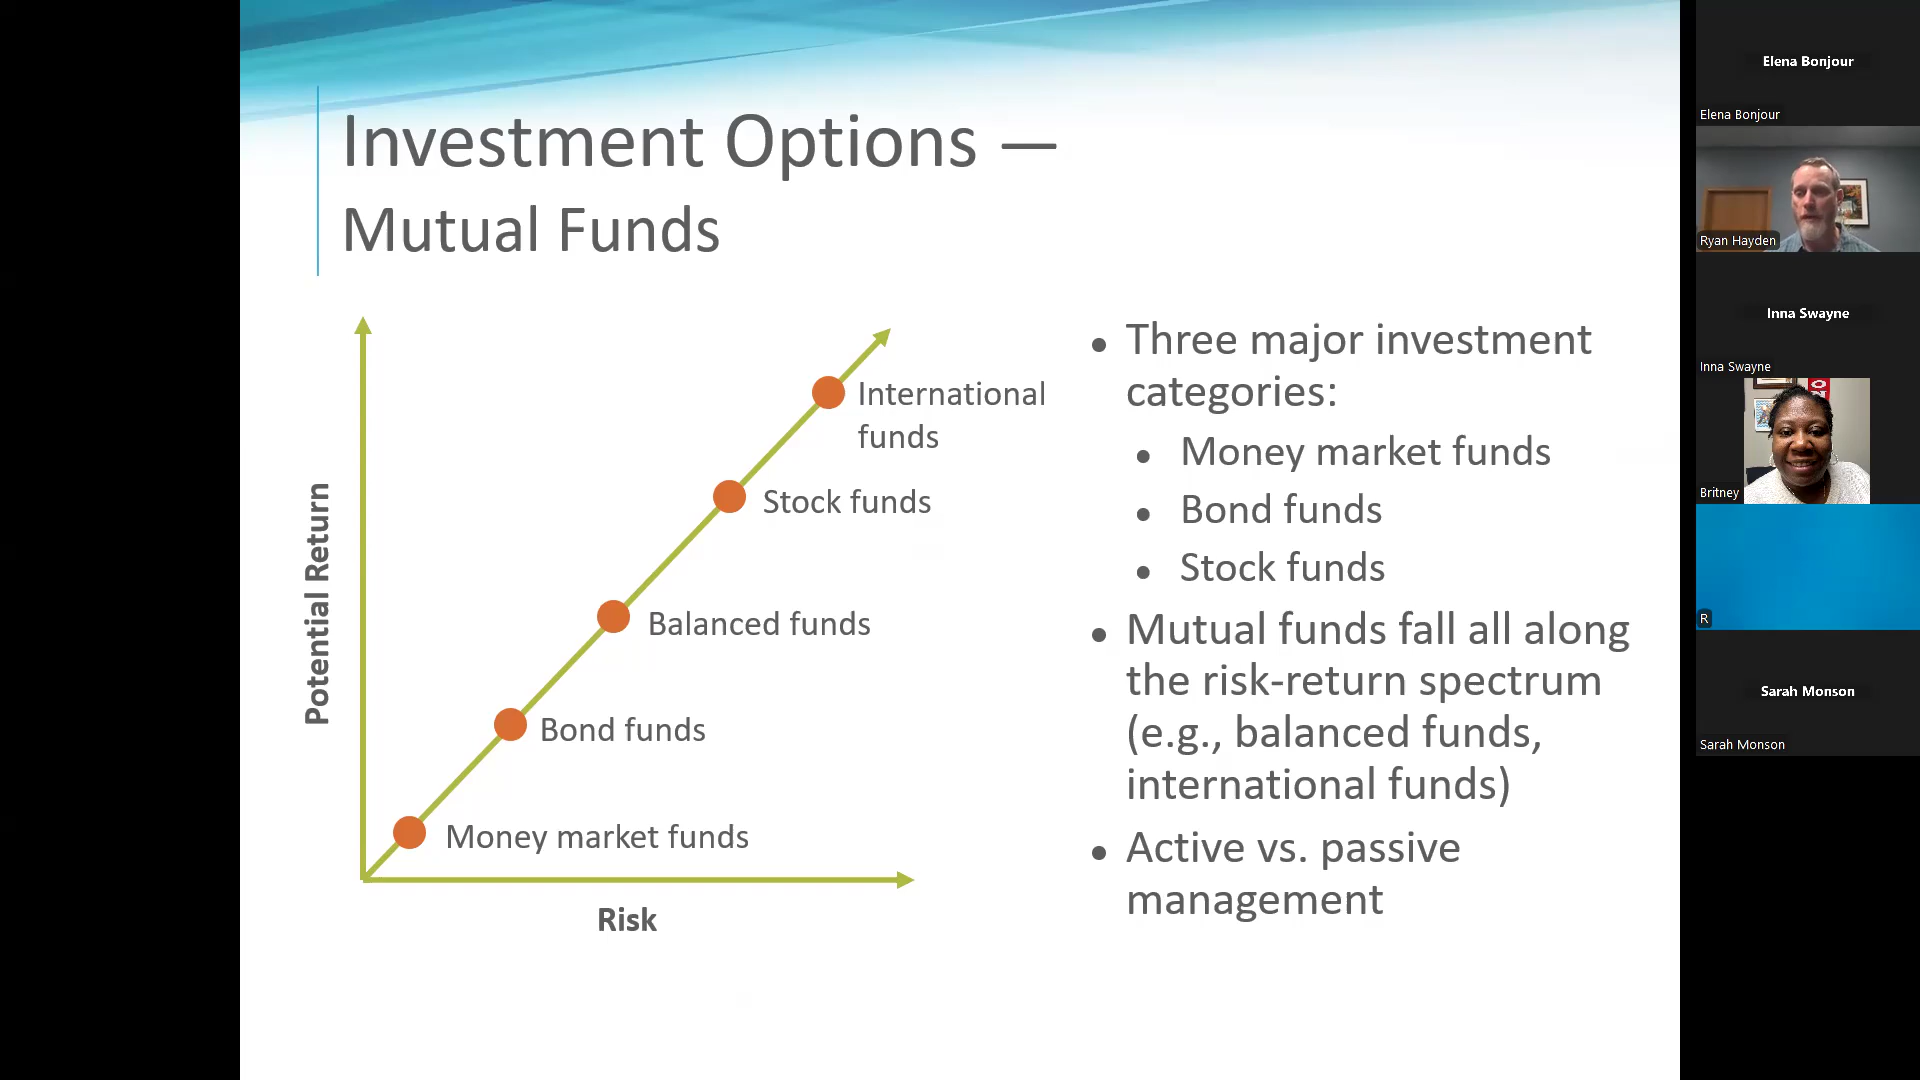 Investment Options —
Mutual Funds
Potential Return
International
funds
Stock funds
Balanced funds
Bond funds
Money market funds
Risk
• Three major investment
categories:
• Money market funds
• Bond funds
• Stock funds
• Mutual funds fall all along
the risk-return spectrum
(e.g., balanced funds,
international funds)
• Active vs. passive
management
Elena Bonjour
Elena Bonjour
Ryan Hayden
Inna Swayne
Inna Swayne
Britney
R
Sarah Monson
Sarah Monson